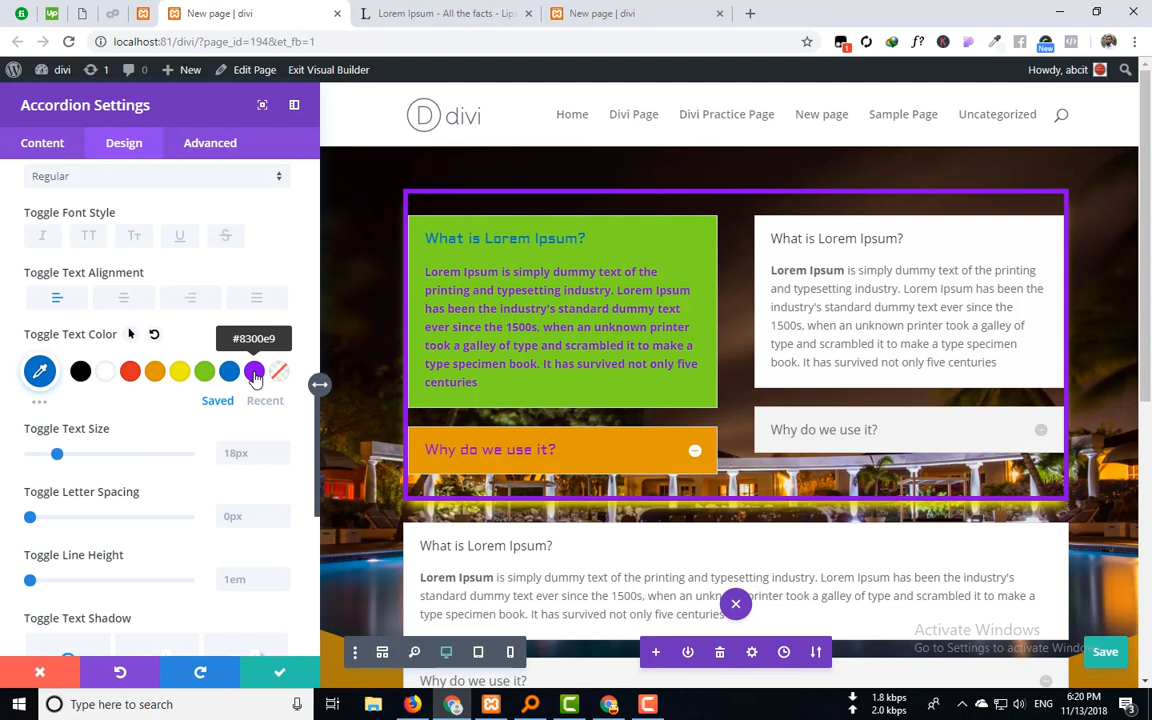 New page | divi
Lorem Ipsum - All the facts - Lips
New page | divi
localhost:81/divi/?page_id=194&et_fb=1
divi
1
0
New
Edit Page
Exit Visual Builder
Howdy, abcit
Accordion Settings
Content
Design
Advanced
Regular
Toggle Font Style
I
TT
Tt
U
S
Toggle Text Alignment
Toggle Text Color
#8300e9
Saved
Recent
Toggle Text Size
18px
Toggle Letter Spacing
0px
Toggle Line Height
1em
Toggle Text Shadow
D divi
Home
Divi Page
Divi Practice Page
New page
Sample Page
Uncategorized
What is Lorem Ipsum?
Lorem Ipsum is simply dummy text of the
printing and typesetting industry. Lorem Ipsum
has been the industry's standard dummy text
ever since the 1500s, when an unknown printer
took a galley of type and scrambled it to make a
type specimen book. It has survived not only five
centuries
Why do we use it?
What is Lorem Ipsum?
Lorem Ipsum is simply dummy text of the printing
and typesetting industry. Lorem Ipsum has been the
industry's standard dummy text ever since the
1500s, when an unknown printer took a galley of
type and scrambled it to make a type specimen
book. It has survived not only five centuries
Why do we use it?
What is Lorem Ipsum?
Lorem Ipsum is simply dummy text of the printing and typesetting industry. Lorem Ipsum has been the industry's standard dummy text ever since the 1500s, when an unknown printer took a galley of type and scrambled it to make a
type specimen book. It has survived not only five centuries
Why do we use it?
Activate Windows
Go to Settings to activate Windo
Save
Type here to search
1.8 kbps
2.0 kbps
ENG
6:20 PM
11/13/2018
3